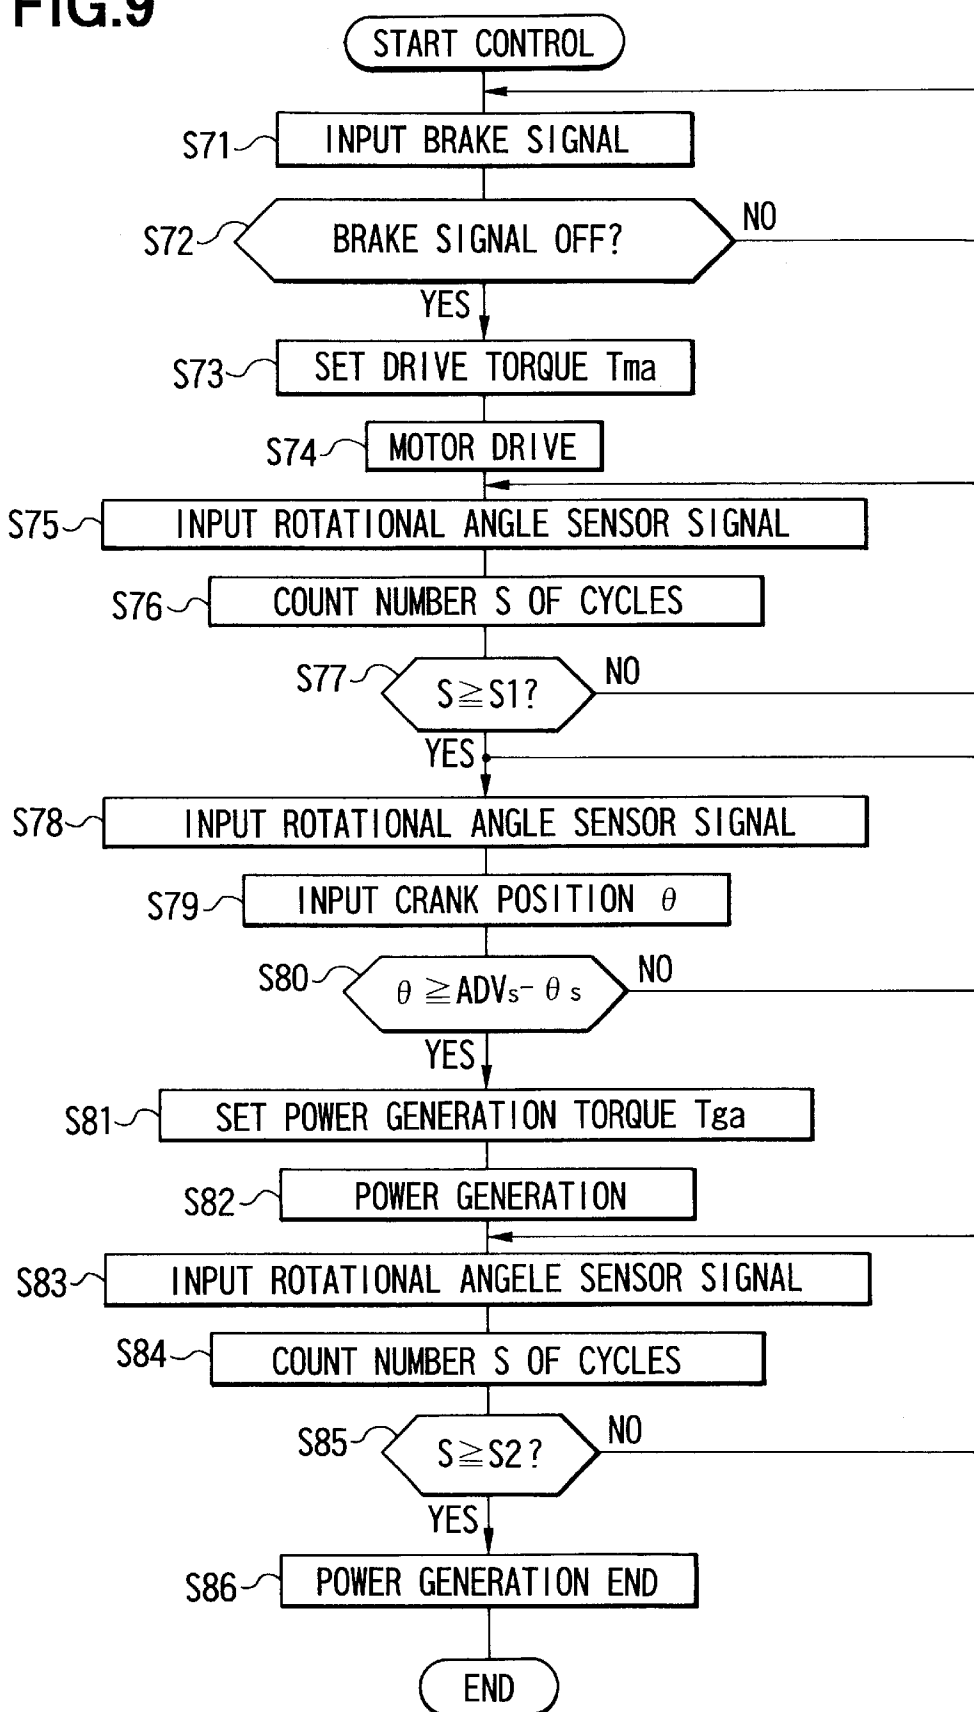 FIG.9
START CONTROL
S71
INPUT BRAKE SIGNAL
S72
BRAKE SIGNAL OFF?
NO
YES
S73
SET DRIVE TORQUE Tma
S74
MOTOR DRIVE
S75
INPUT ROTATIONAL ANGLE SENSOR SIGNAL
S76
COUNT NUMBER S OF CYCLES
S77
S≧S1?
NO
YES
S78
INPUT ROTATIONAL ANGLE SENSOR SIGNAL
S79
INPUT CRANK POSITION θ
S80
θ≧ADVs-θs
NO
YES
S81
SET POWER GENERATION TORQUE Tga
S82
POWER GENERATION
S83
INPUT ROTATIONAL ANGELE SENSOR SIGNAL
S84
COUNT NUMBER S OF CYCLES
S85
S≧S2?
NO
YES
S86
POWER GENERATION END
END